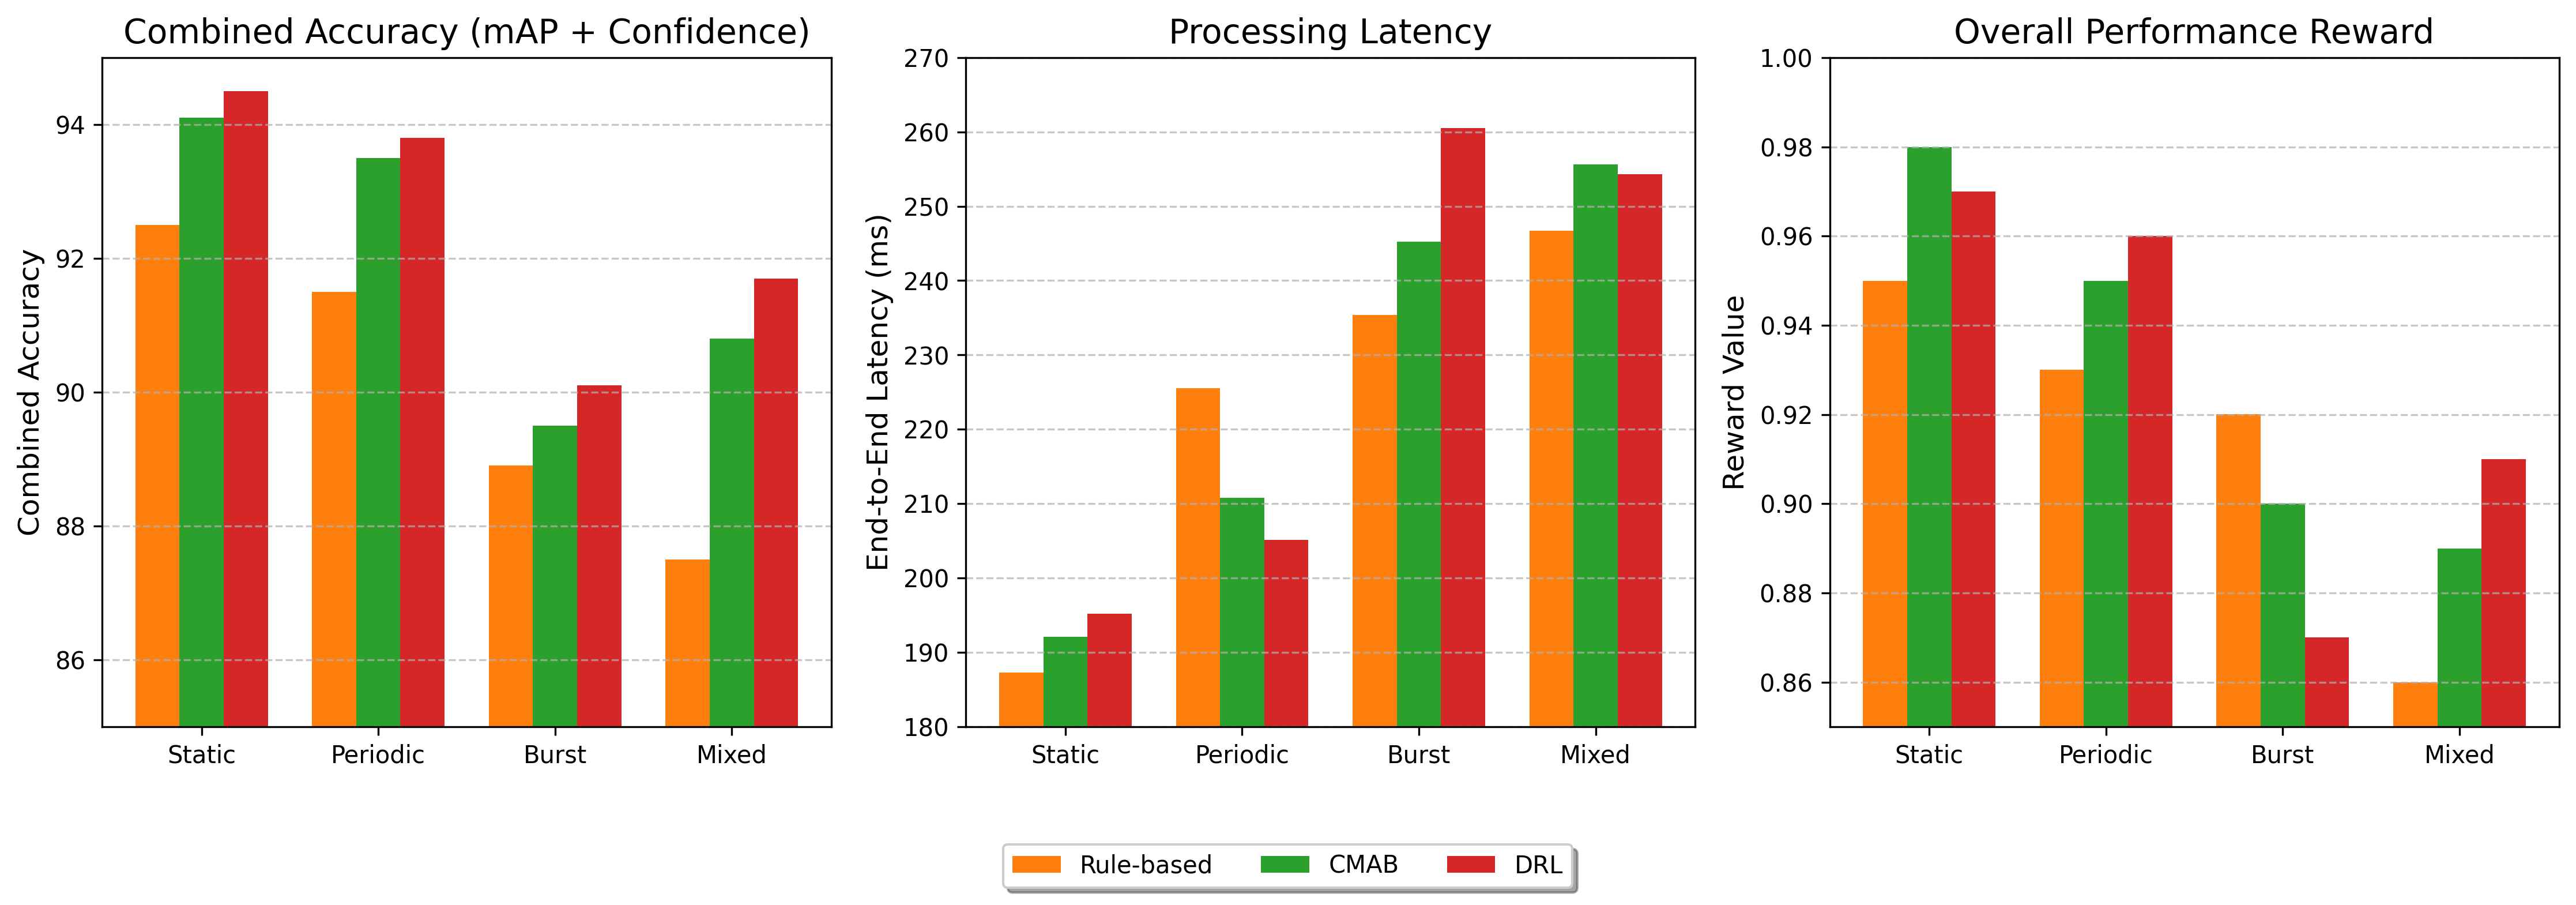 Combined Accuracy (mAP + Confidence)
Combined Accuracy
94
92
90
88
86
Static Periodic Burst Mixed
Processing Latency
End-to-End Latency (ms)
270
260
250
240
230
220
210
200
190
180
Static Periodic Burst Mixed
Overall Performance Reward
Reward Value
1.00
0.98
0.96
0.94
0.92
0.90
0.88
0.86
Static Periodic Burst Mixed
Rule-based CMAB DRL